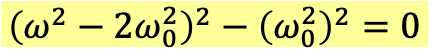 (ω² − 2ω₀²)² − (ω₀²)² = 0